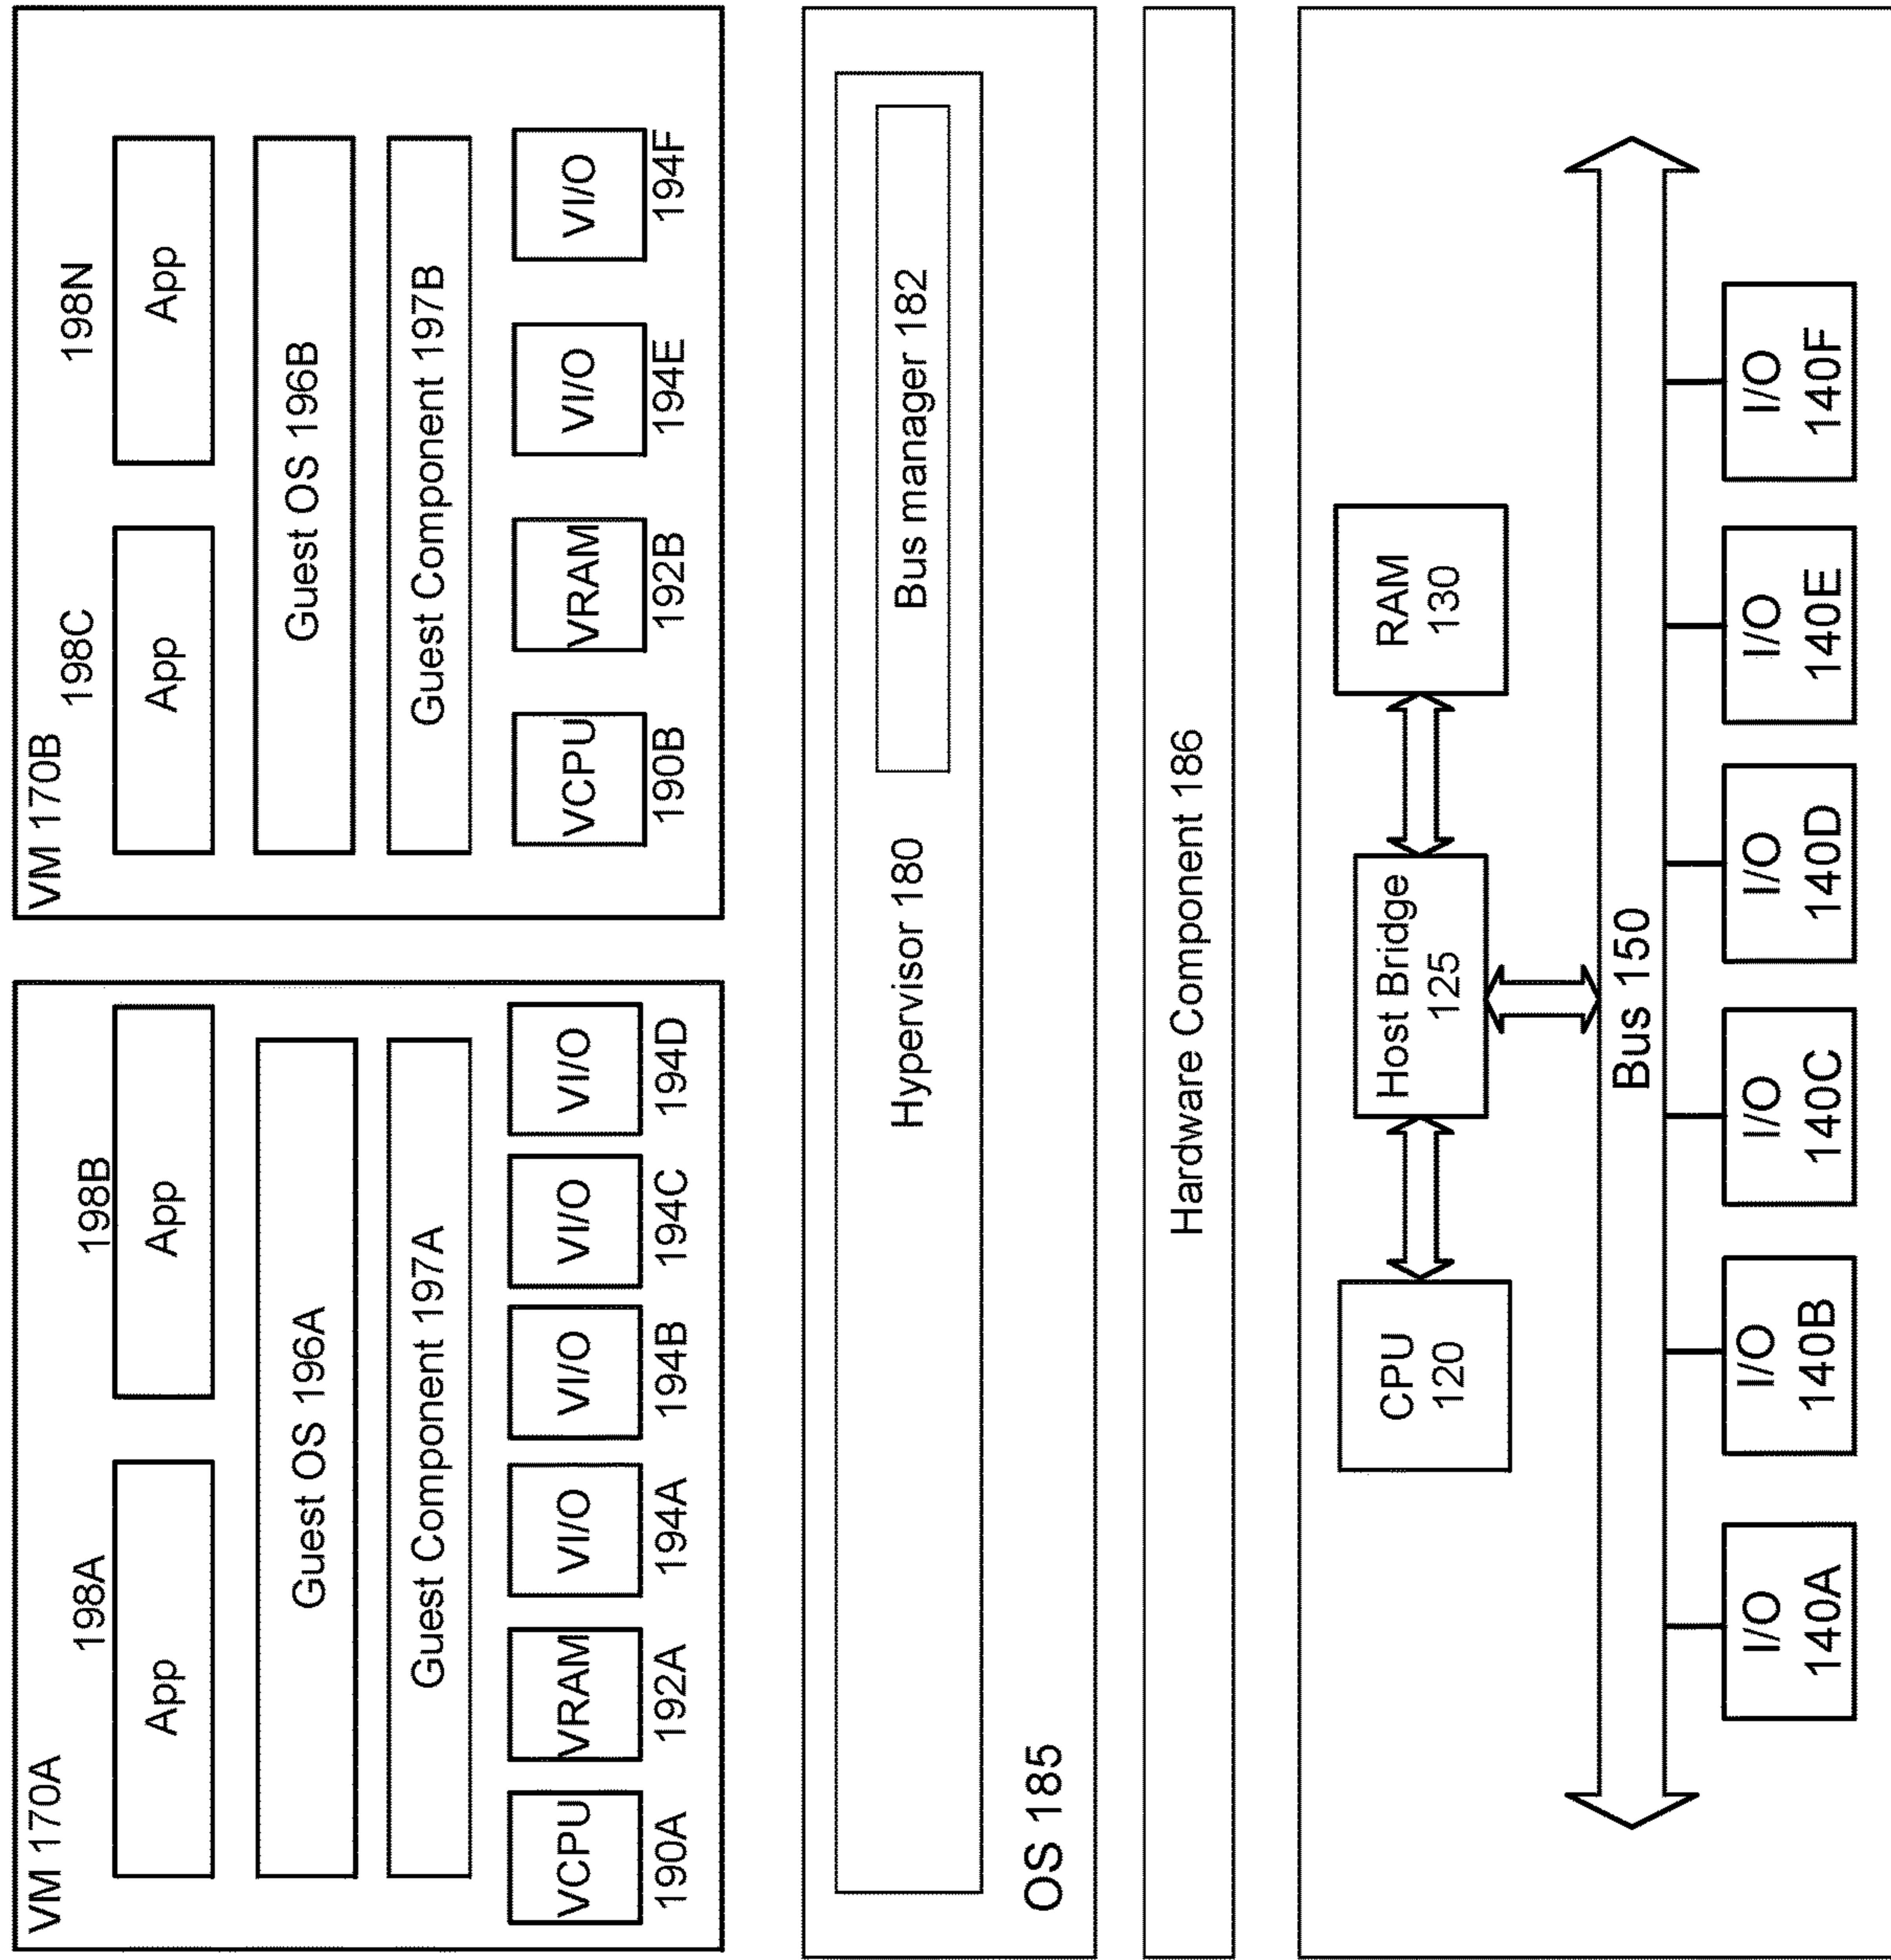 VM 170A
198A
198B
App
App
Guest OS 196A
Guest Component 197A
VCPU
VRAM
VI/O
VI/O
VI/O
VI/O
190A
192A
194A
194B
194C
194D
VM 170B
198C
198N
App
App
Guest OS 196B
Guest Component 197B
VCPU
VRAM
VI/O
VI/O
190B
192B
194E
194F
Hypervisor 180
Bus manager 182
OS 185
Hardware Component 186
CPU
120
Host Bridge
125
RAM
130
Bus 150
I/O
140A
I/O
140B
I/O
140C
I/O
140D
I/O
140E
I/O
140F